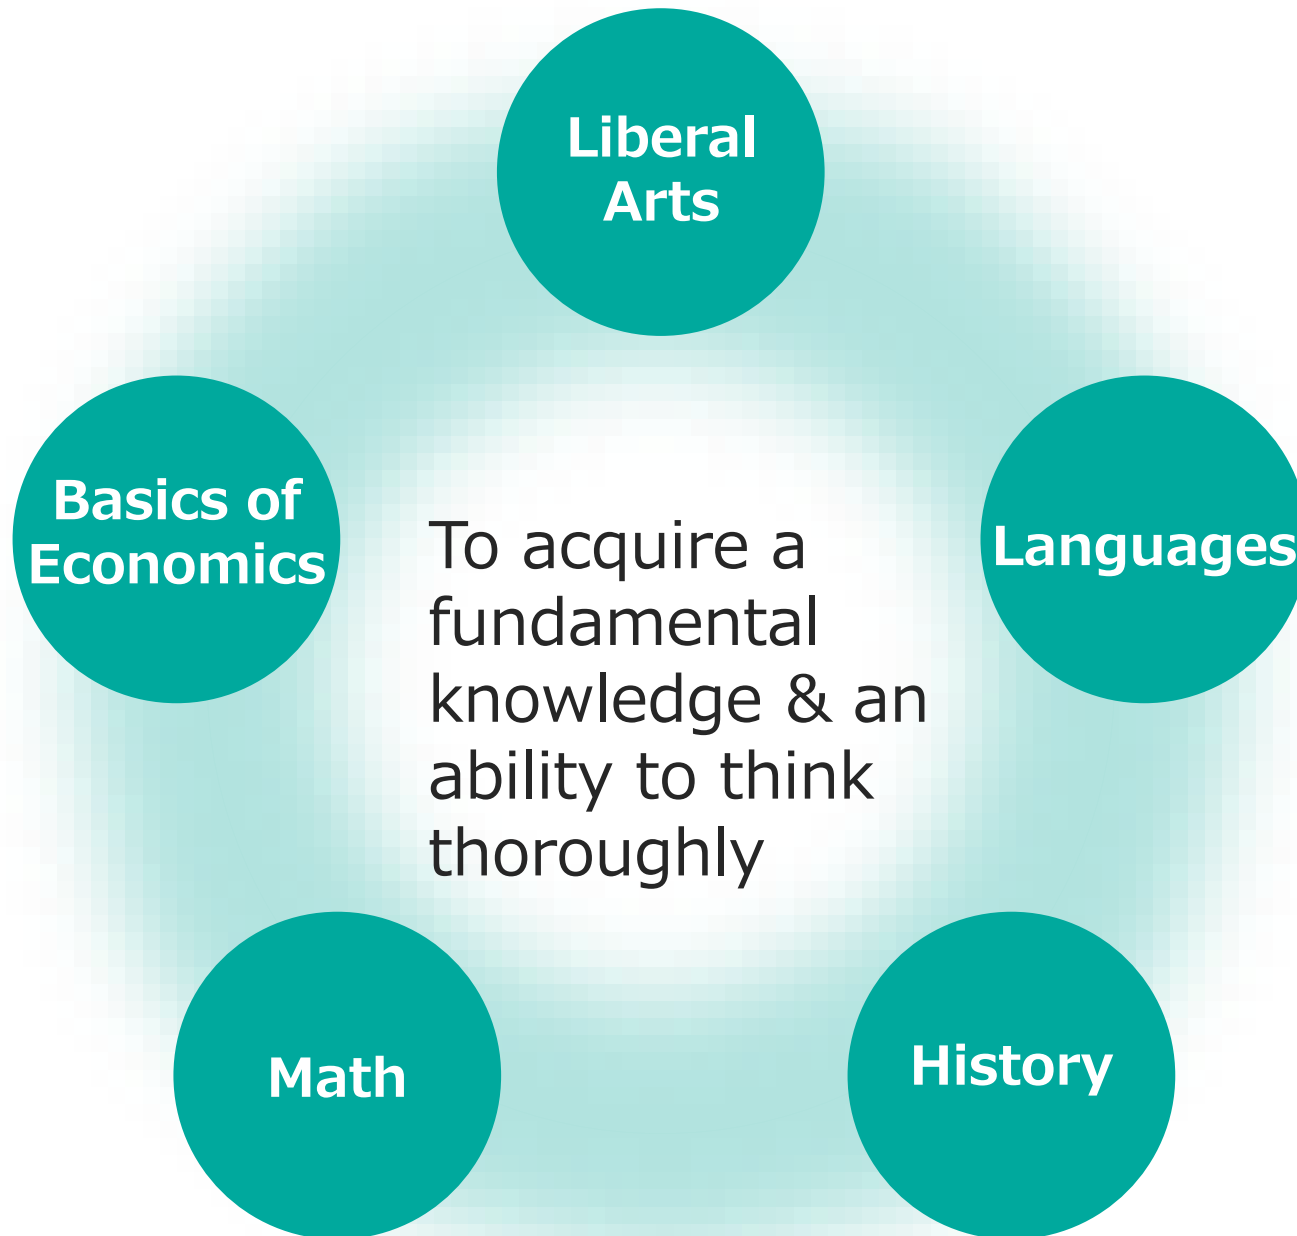 Liberal
Arts
Basics of
Economics
Languages
To acquire a
fundamental
knowledge & an
ability to think
thoroughly
Math
History